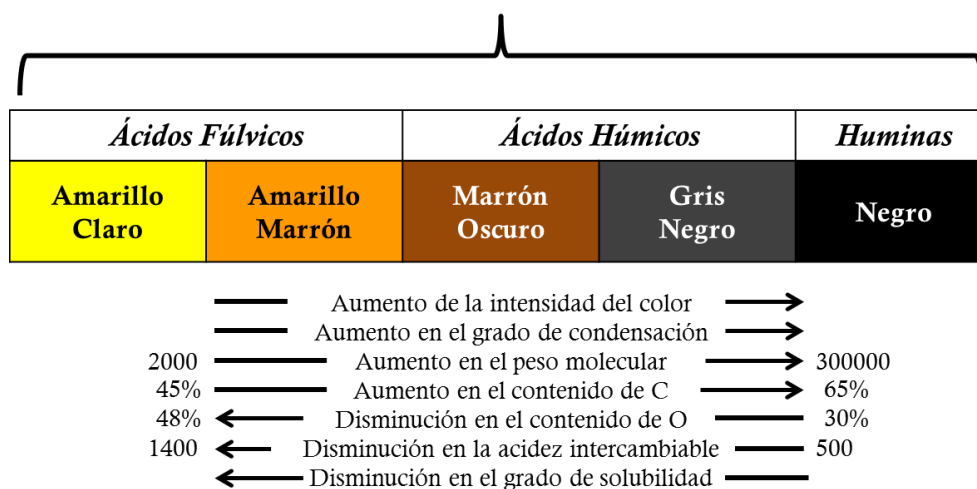 Ácidos Fúlvicos Ácidos Húmicos Huminas
Amarillo Claro Amarillo Marrón Marrón Oscuro Gris Negro Negro
Aumento de la intensidad del color
Aumento en el grado de condensación
2000 Aumento en el peso molecular 300000
45% Aumento en el contenido de C 65%
48% Disminución en el contenido de O 30%
1400 Disminución en la acidez intercambiable 500
Disminución en el grado de solubilidad